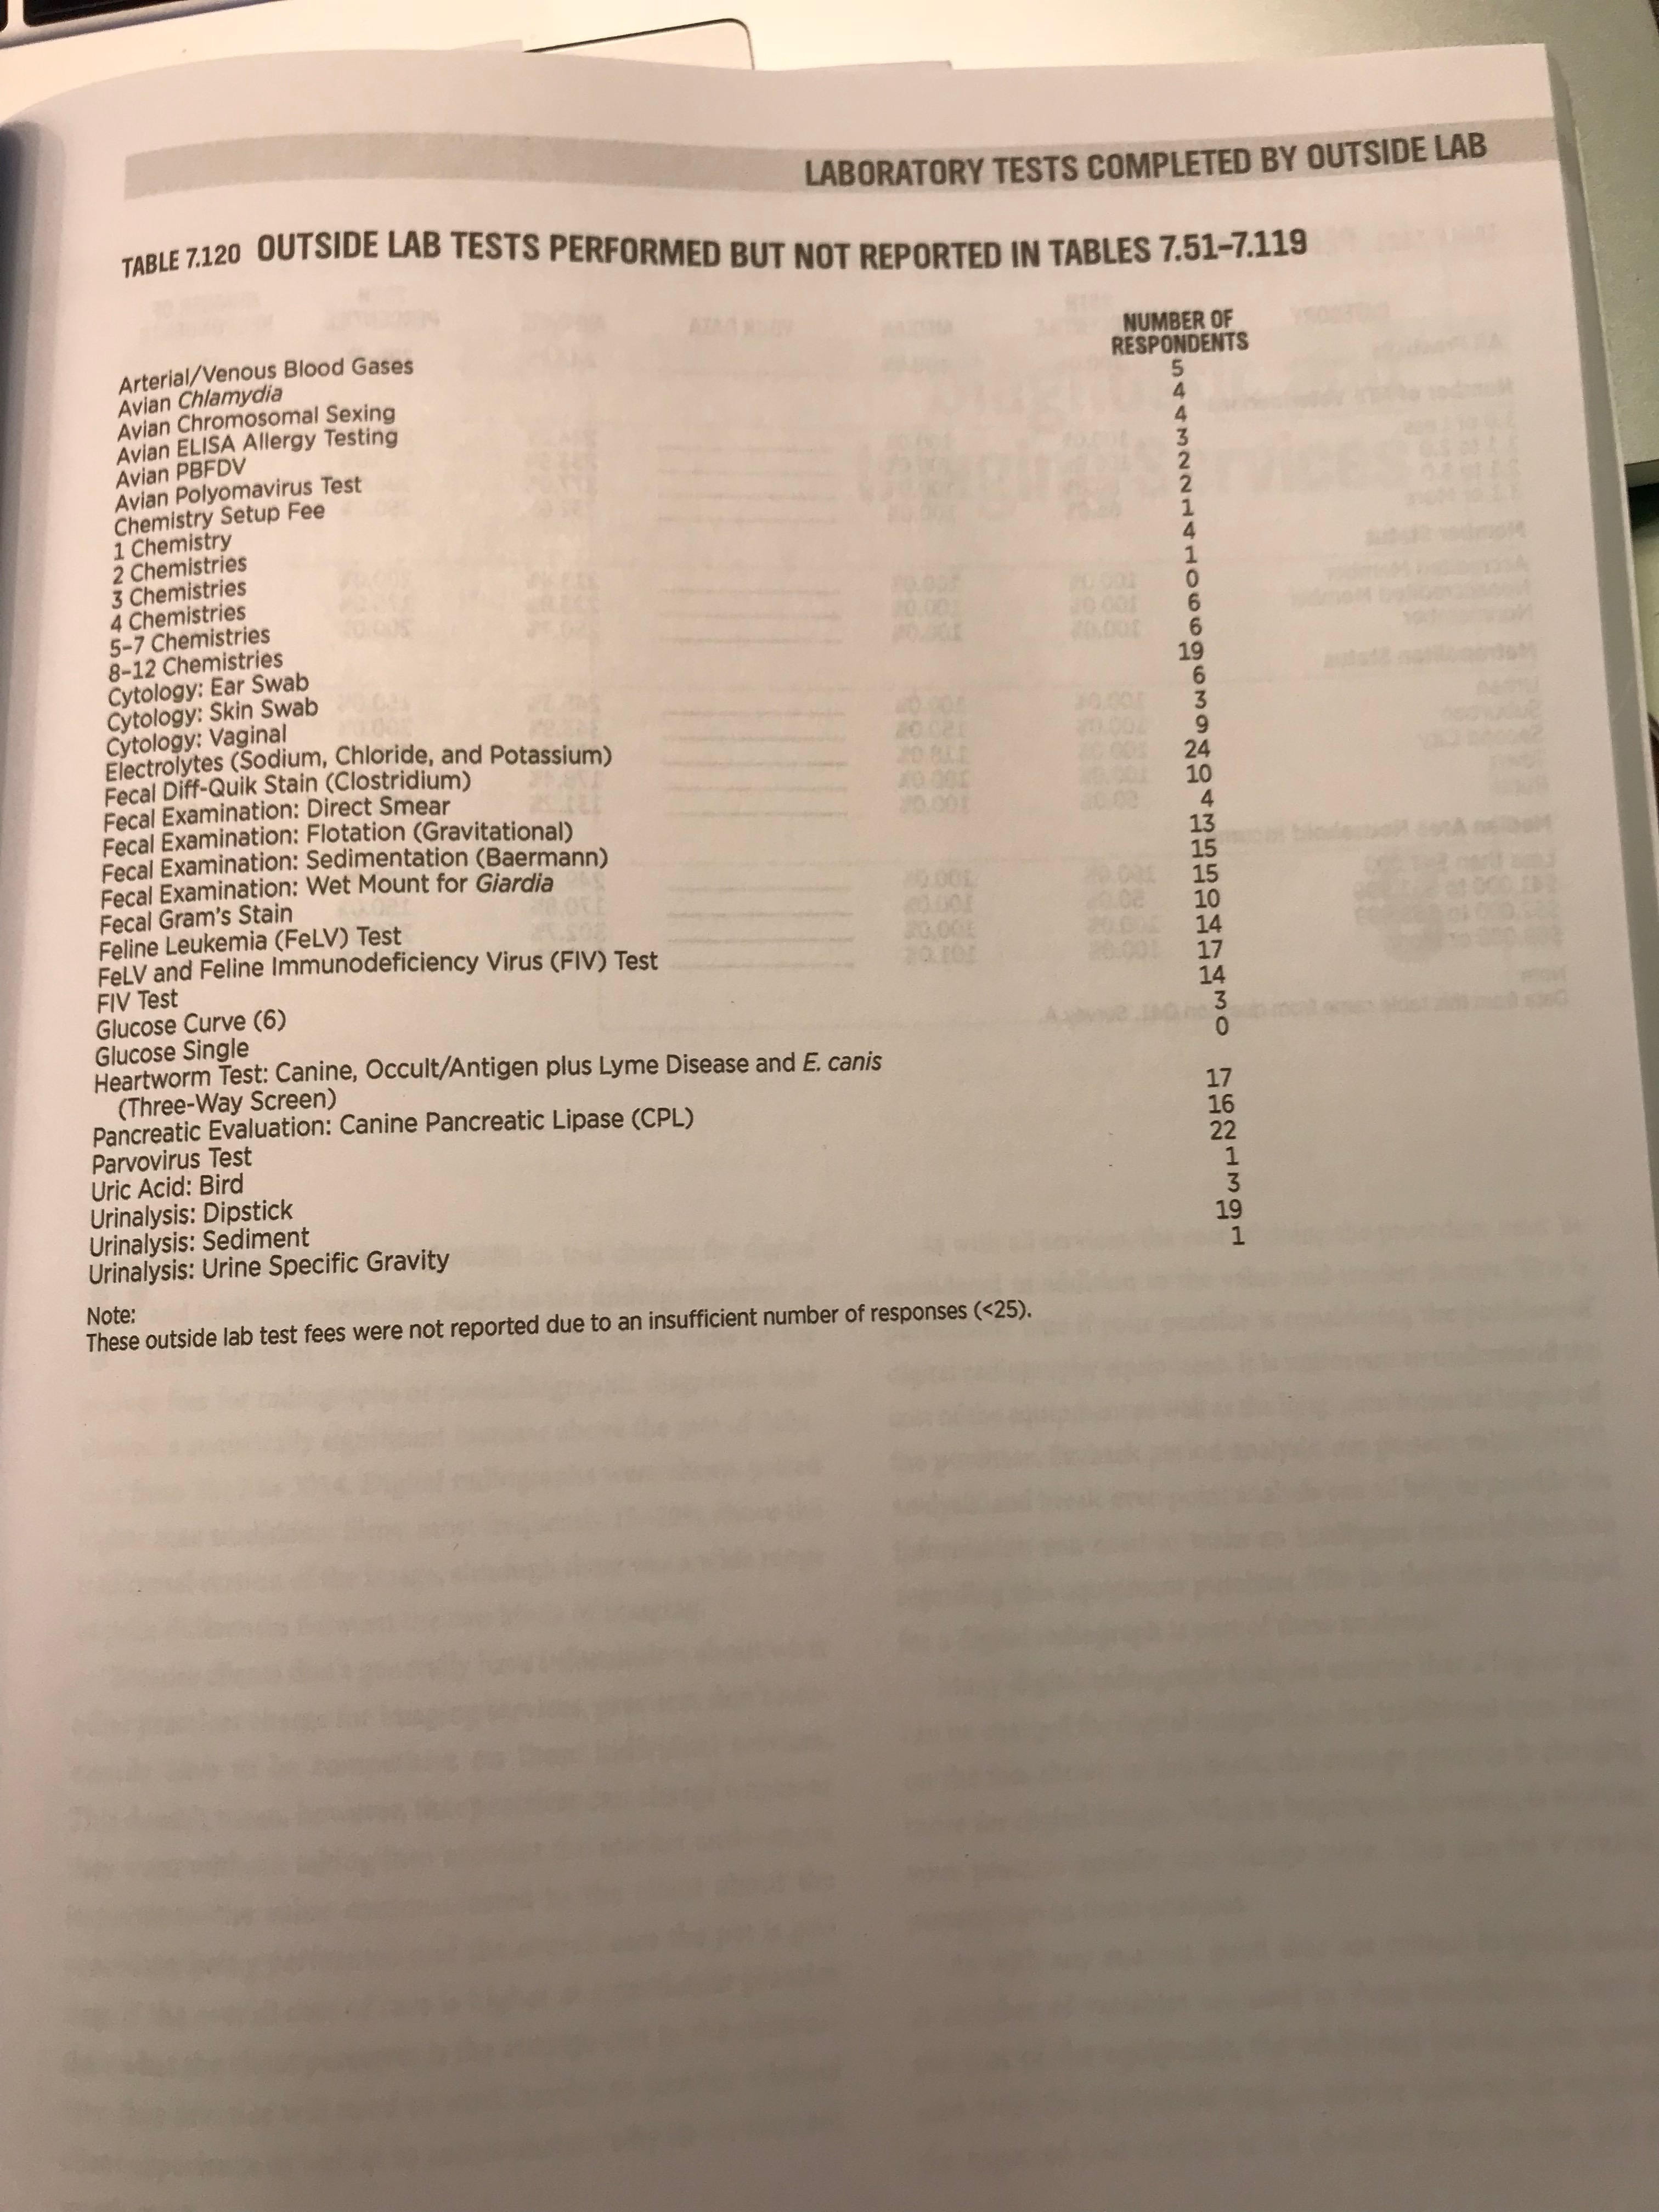 LABORATORY TESTS COMPLETED BY OUTSIDE LAB
TABLE 7.120 OUTSIDE LAB TESTS PERFORMED BUT NOT REPORTED IN TABLES 7.51–7.119
NUMBER OF
RESPONDENTS
Arterial/Venous Blood Gases 5
Avian Chlamydia 4
Avian Chromosomal Sexing 4
Avian ELISA Allergy Testing 3
Avian PBFDV 2
Avian Polyomavirus Test 2
Chemistry Setup Fee 1
1 Chemistry 4
2 Chemistries 1
3 Chemistries 0
4 Chemistries 6
5–7 Chemistries 6
8–12 Chemistries 19
Cytology: Ear Swab 6
Cytology: Skin Swab 3
Cytology: Vaginal 9
Electrolytes (Sodium, Chloride, and Potassium) 24
Fecal Diff-Quik Stain (Clostridium) 10
Fecal Examination: Direct Smear 4
Fecal Examination: Flotation (Gravitational) 13
Fecal Examination: Sedimentation (Baermann) 15
Fecal Examination: Wet Mount for Giardia 15
Fecal Gram's Stain 10
Feline Leukemia (FeLV) Test 14
FeLV and Feline Immunodeficiency Virus (FIV) Test 17
FIV Test 14
Glucose Curve (6) 3
Glucose Single 0
Heartworm Test: Canine, Occult/Antigen plus Lyme Disease and E. canis
(Three-Way Screen) 17
Pancreatic Evaluation: Canine Pancreatic Lipase (CPL) 16
Parvovirus Test 22
Uric Acid: Bird 1
Urinalysis: Dipstick 3
Urinalysis: Sediment 19
Urinalysis: Urine Specific Gravity 1
Note:
These outside lab test fees were not reported due to an insufficient number of responses (<25).